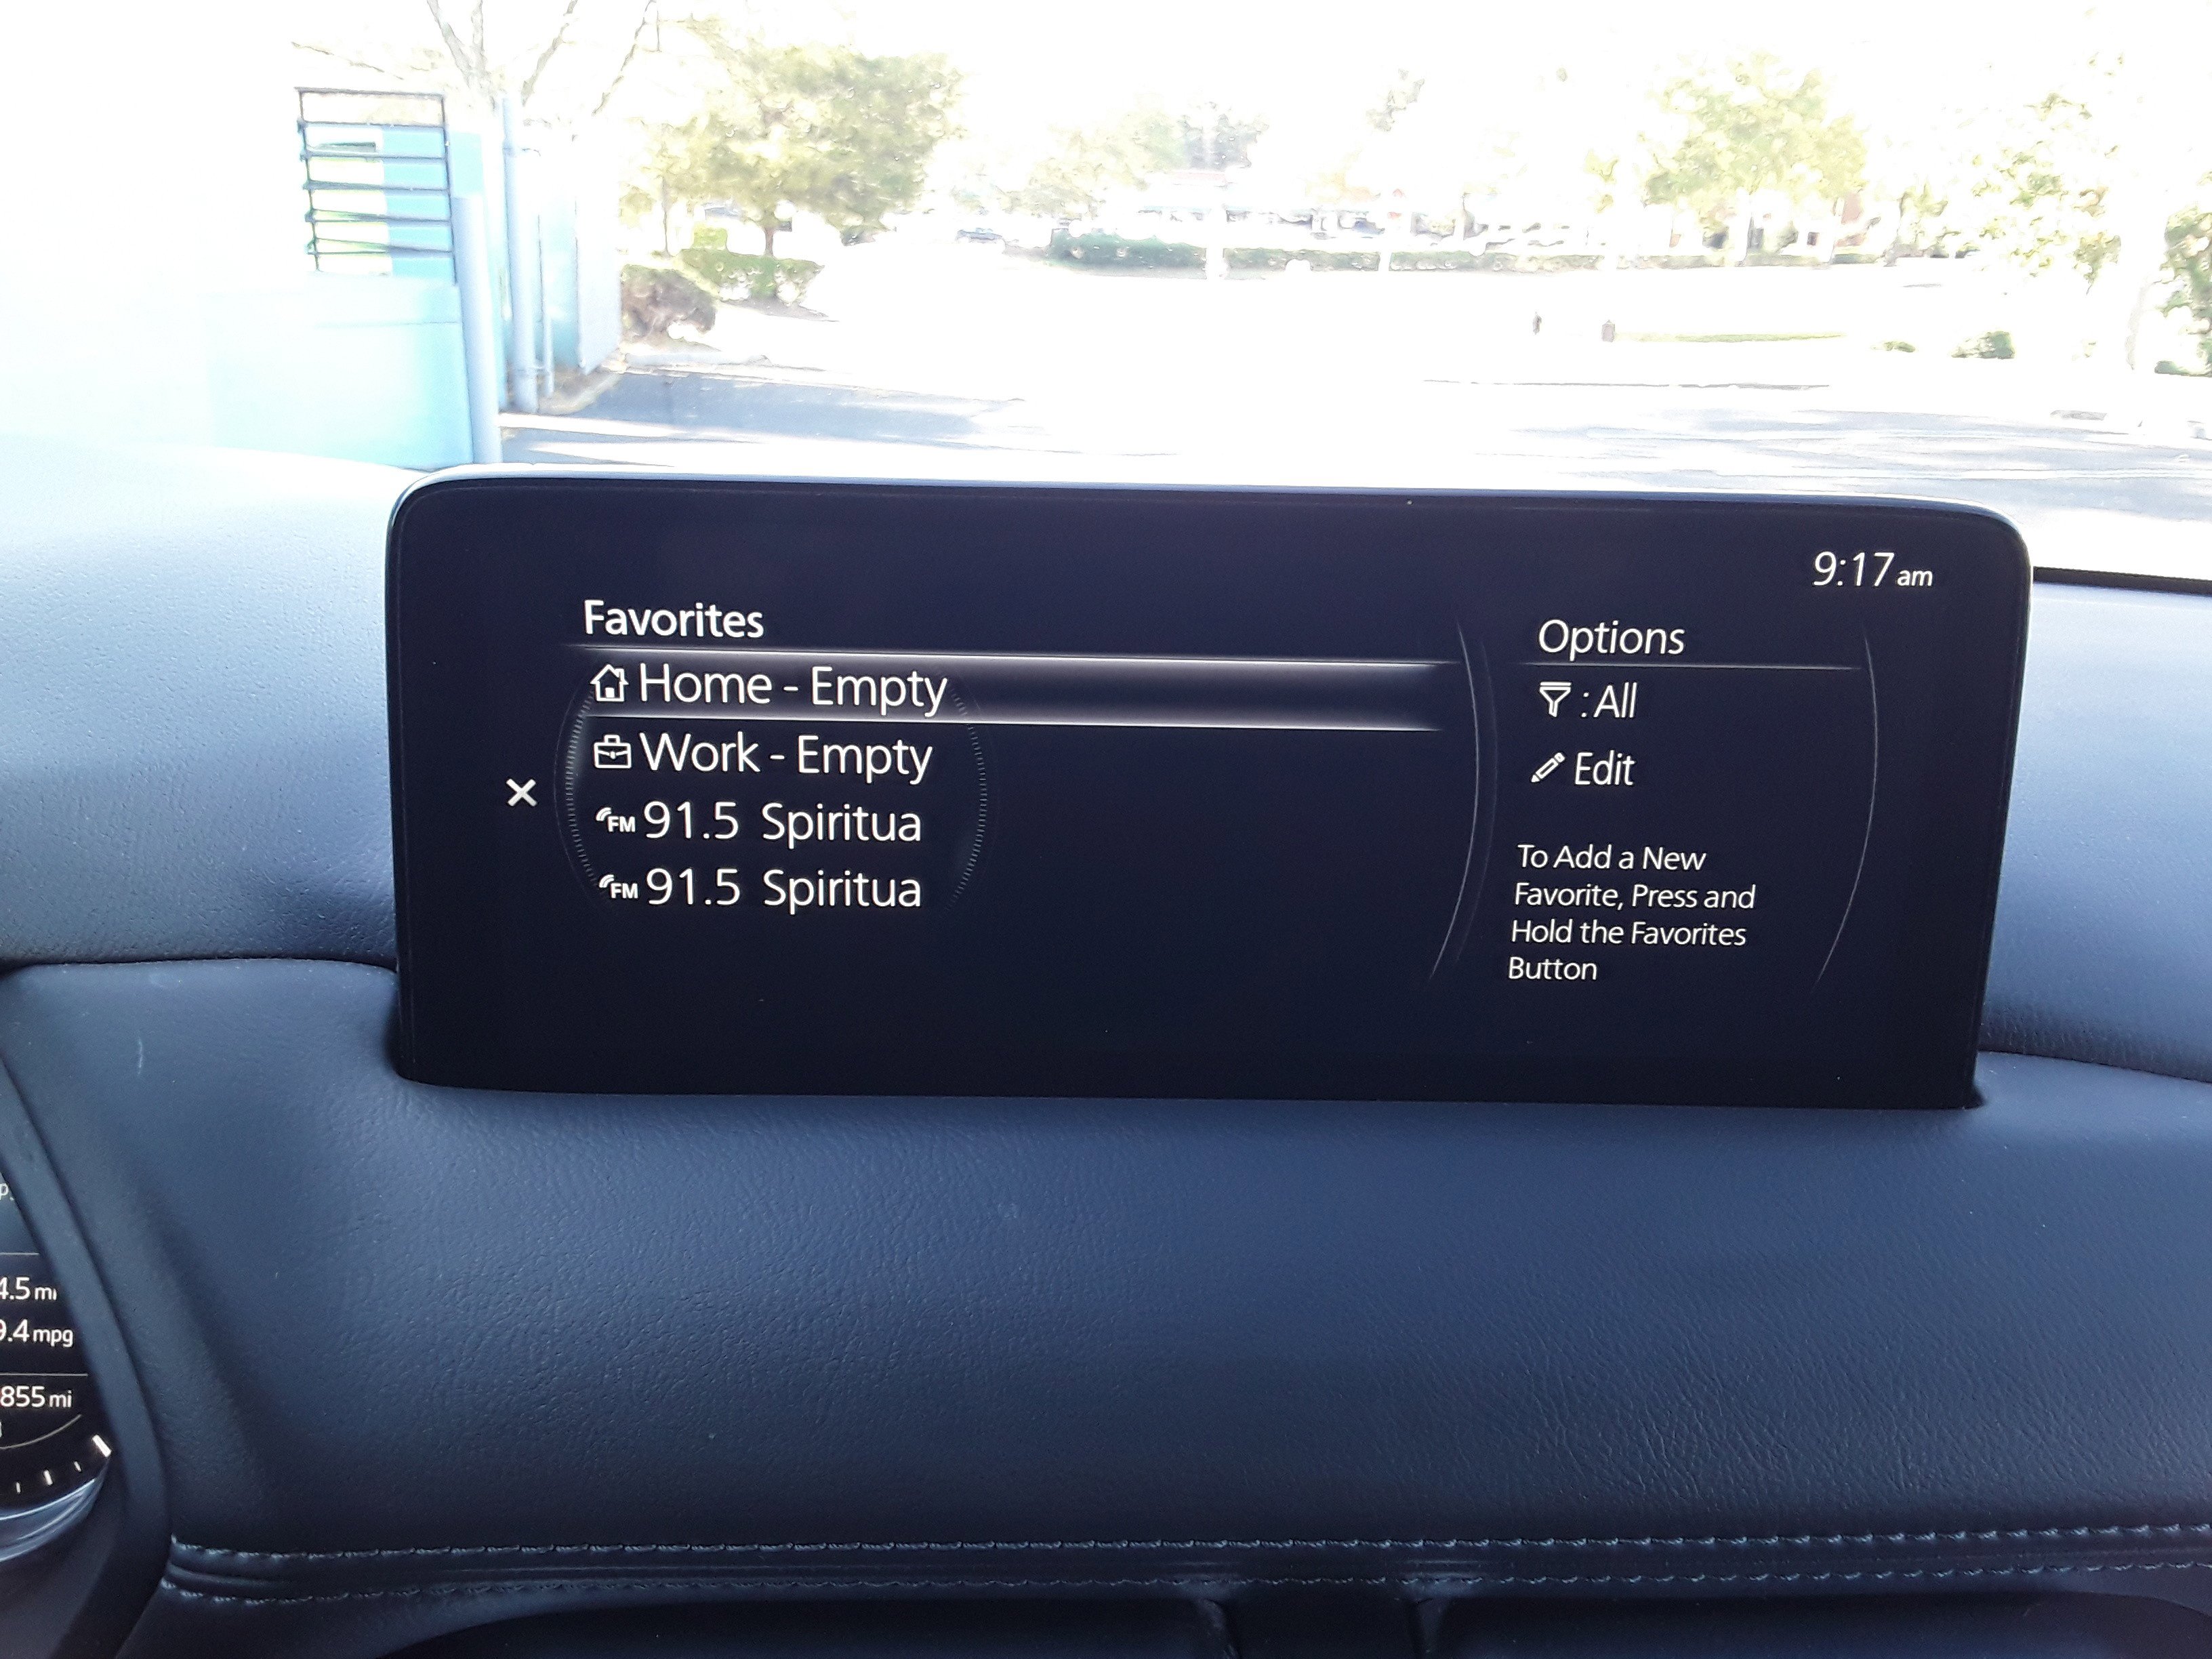 9:17 am
Favorites
Home - Empty
Work - Empty
FM 91.5 Spiritua
FM 91.5 Spiritua
Options
: All
Edit
To Add a New
Favorite, Press and
Hold the Favorites
Button
4.5 mi
9.4 mpg
855 mi